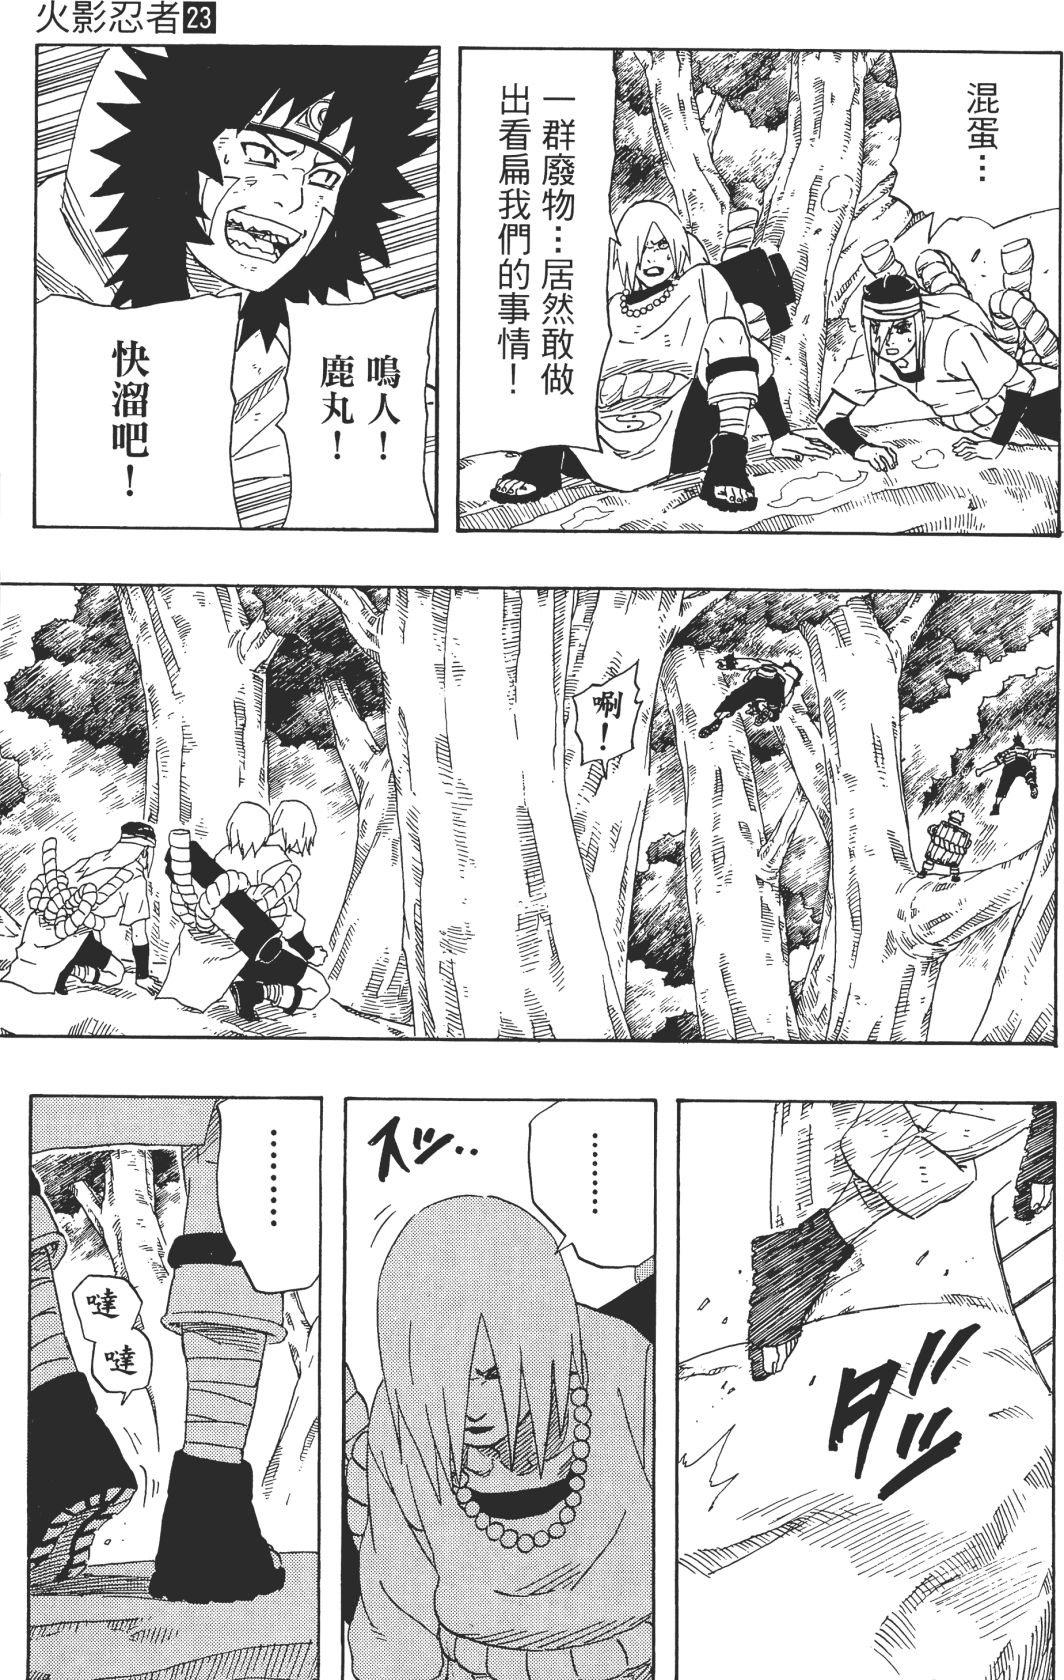 火影忍者23
混蛋…
一群廢物…居然敢做
出看扁我們的事情！
鳴人！
鹿丸！
快溜吧！
唰！
ダッ
………
スッ..
………
噠
噠